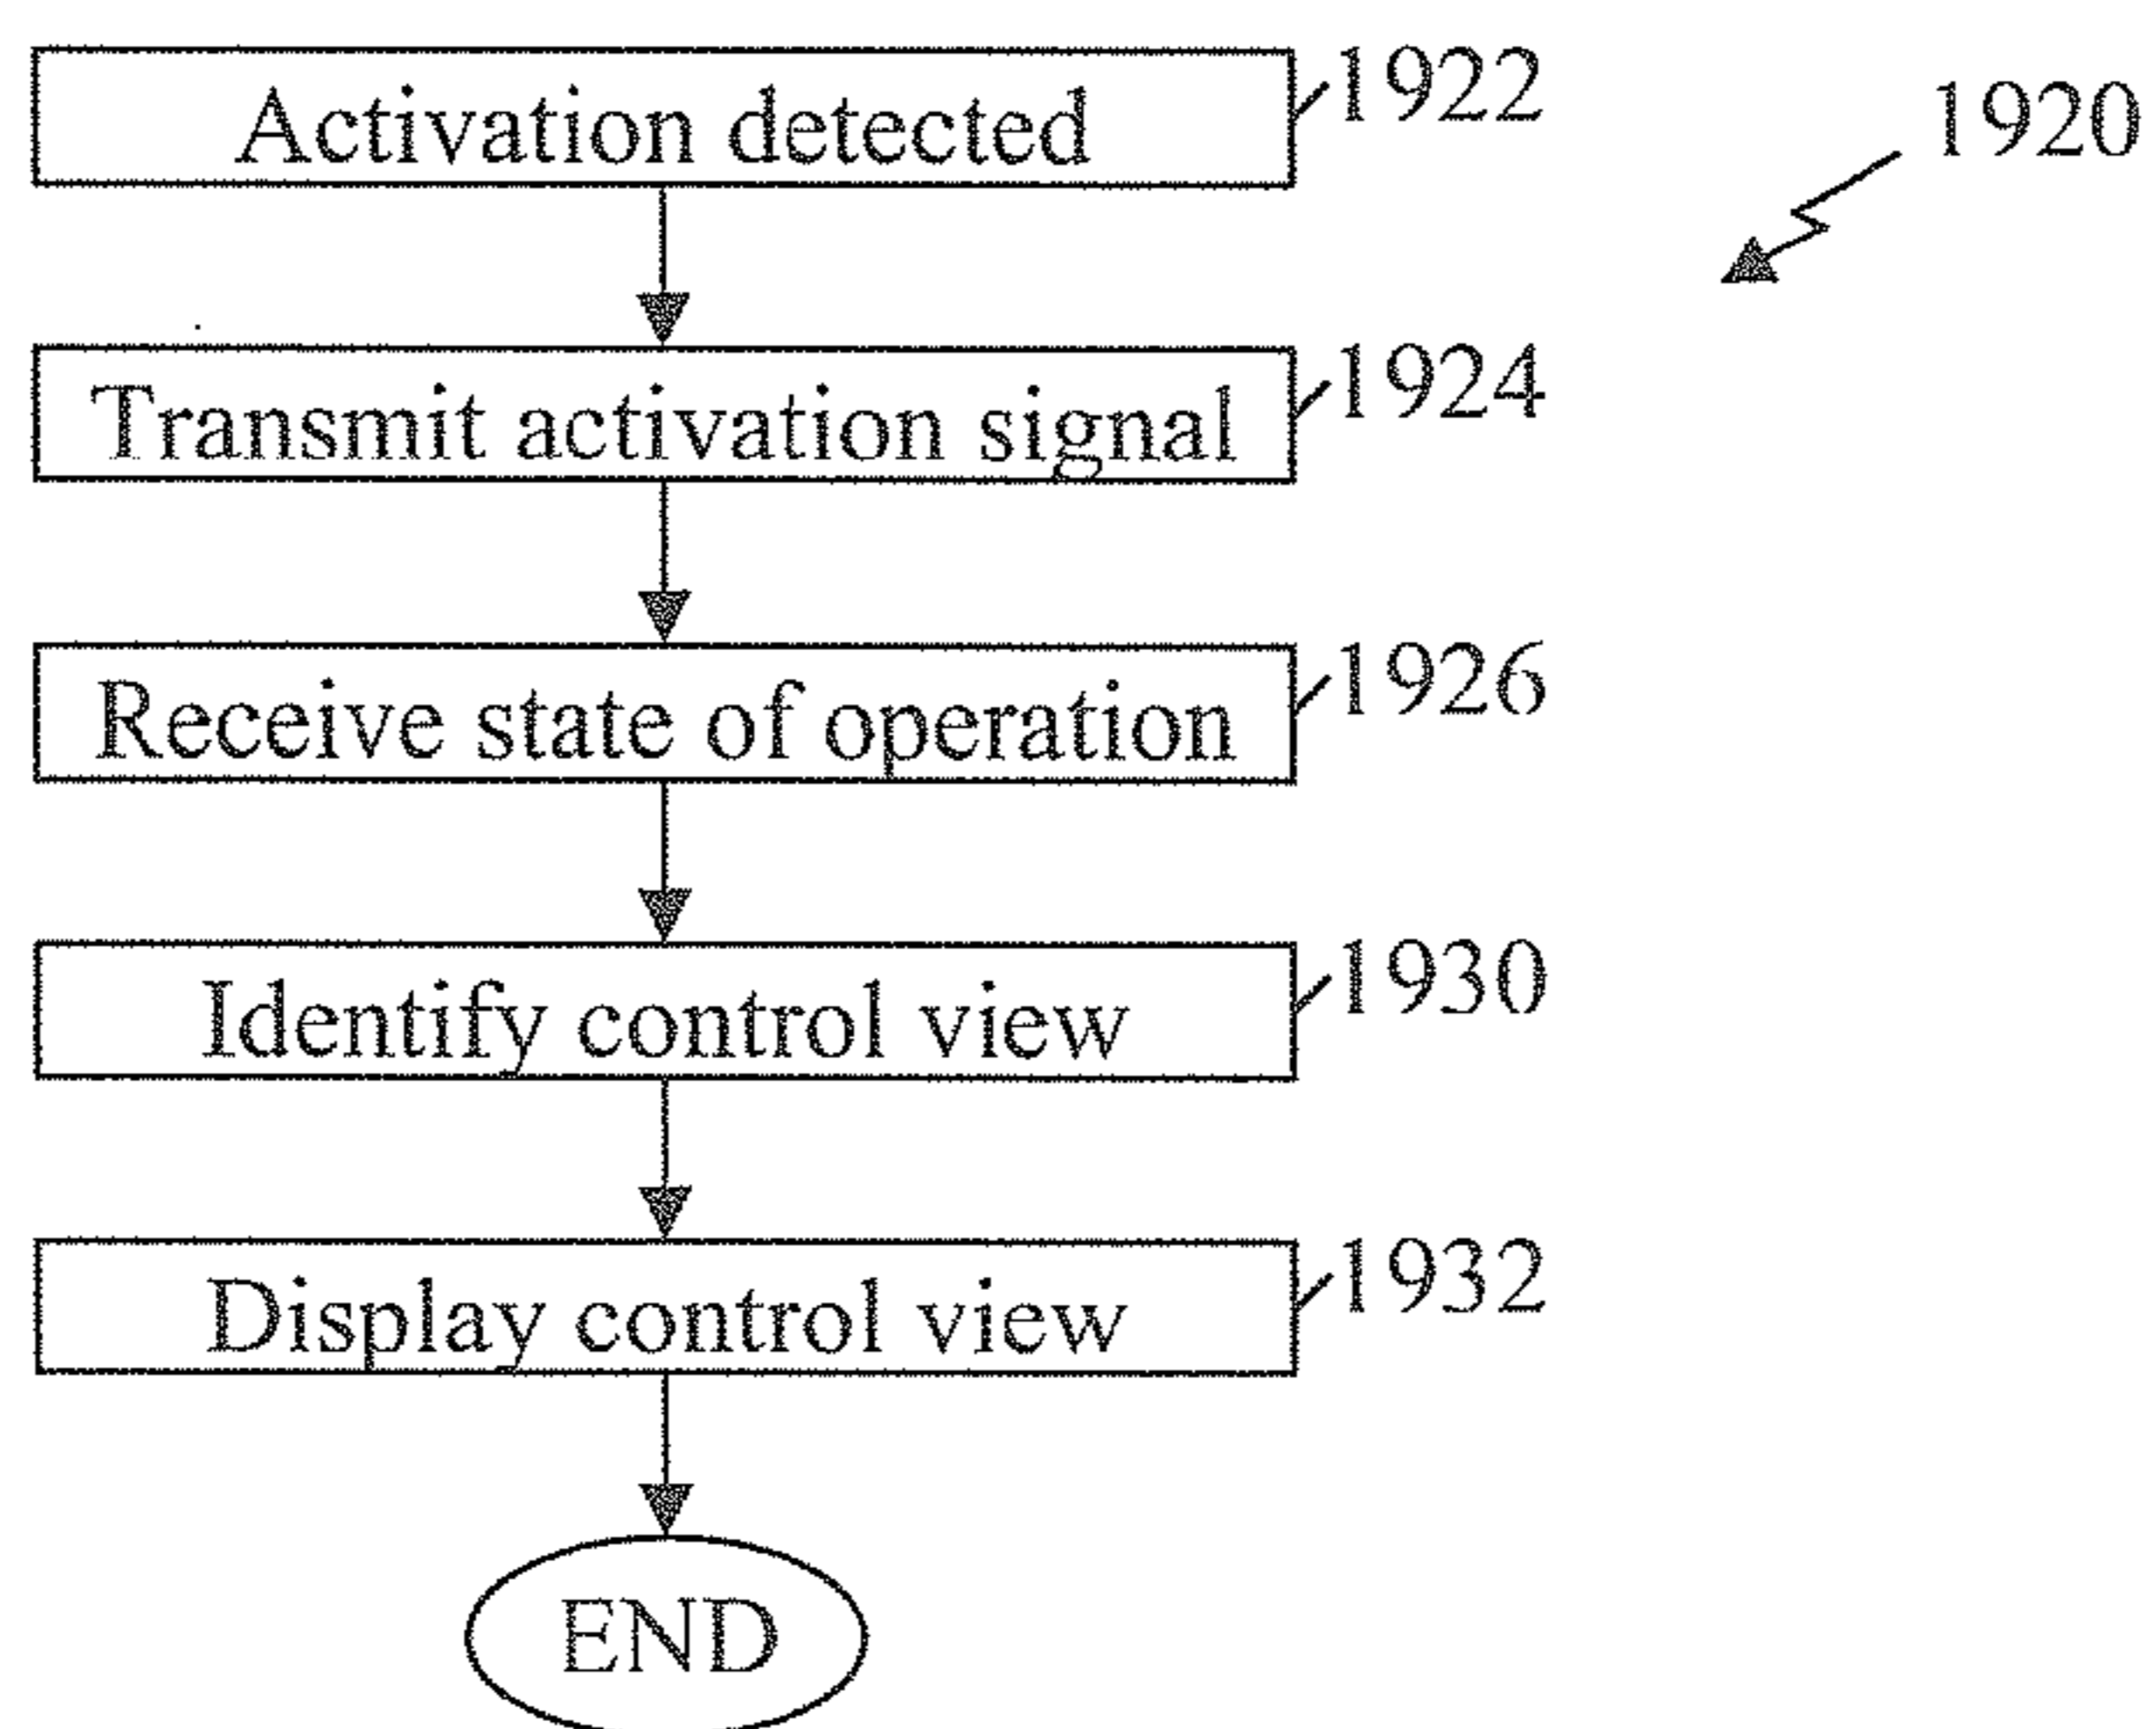 Activation detected
1922
1920
Transmit activation signal
1924
Receive state of operation
1926
Identify control view
1930
Display control view
1932
END